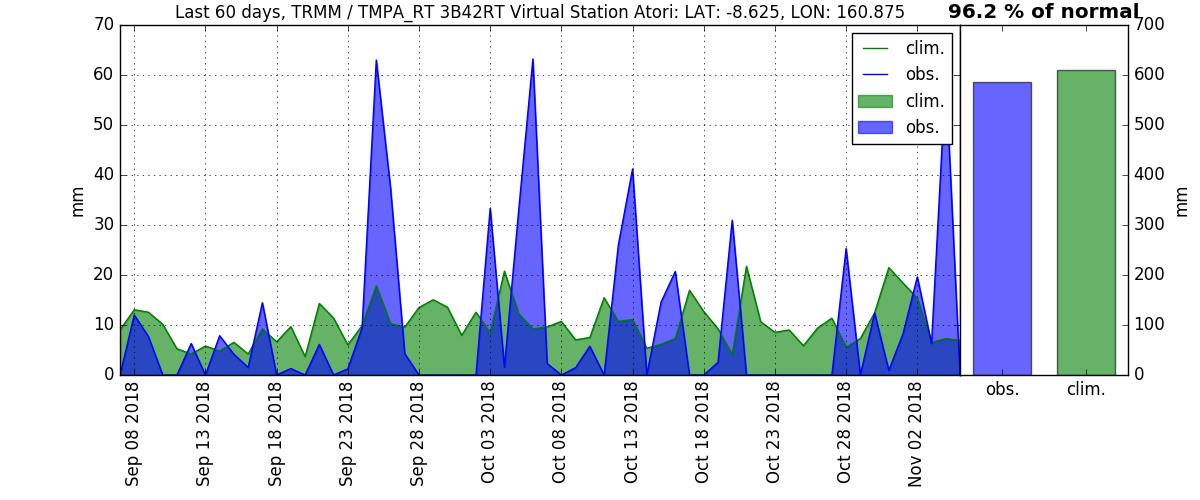 Last 60 days, TRMM / TMPA_RT 3B42RT Virtual Station Atori: LAT: -8.625, LON: 160.875
96.2 % of normal
70
60
50
40
30
20
10
0
mm
clim.
obs.
clim.
obs.
700
600
500
400
300
200
100
0
mm
Sep 08 2018
Sep 13 2018
Sep 18 2018
Sep 23 2018
Sep 28 2018
Oct 03 2018
Oct 08 2018
Oct 13 2018
Oct 18 2018
Oct 23 2018
Oct 28 2018
Nov 02 2018
obs.
clim.